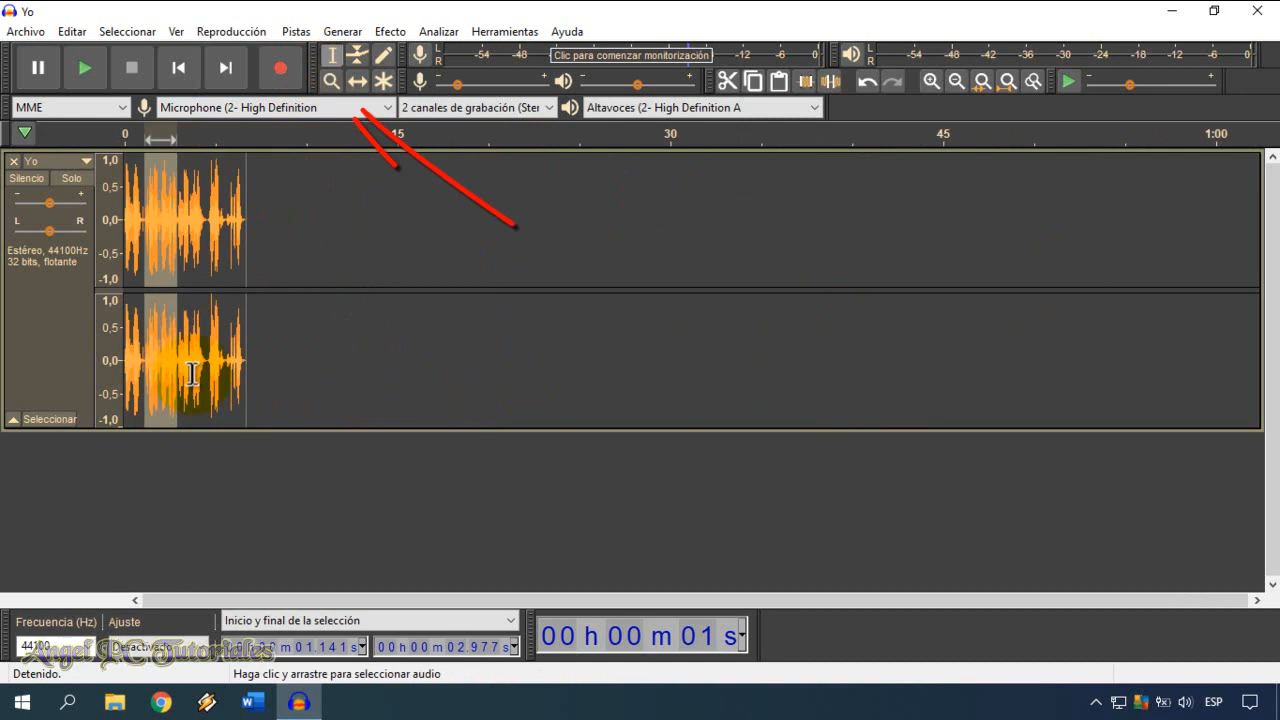 Yo
Archivo Editar Seleccionar Ver Reproducción Pistas Generar Efecto Analizar Herramientas Ayuda
L -54 -48 Clic para comenzar monitorización -12 -6 0 L -54 -48 -42 -36 -30 -24 -18 -12 -6 0
R R
- + - + - +
MME Microphone (2- High Definition 2 canales de grabación (Ster Altavoces (2- High Definition A
0 15 30 45 1:00
Yo 1,0
Silencio Solo 0,5
- +
L R 0,0
Estéreo, 44100Hz -0,5
32 bits, flotante
-1,0
1,0
0,5
0,0
-0,5
Seleccionar -1,0
Frecuencia (Hz) Ajuste Inicio y final de la selección
44100 Desactivado 00 h 00 m 01.141 s 00 h 00 m 02.977 s 00 h 00 m 01 s
Angel PC Tutoriales
Detenido. Haga clic y arrastre para seleccionar audio
ESP